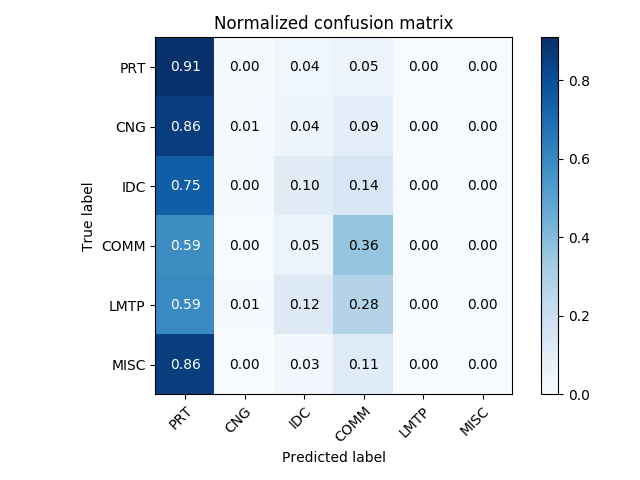 Normalized confusion matrix
True label
PRT 0.91 0.00 0.04 0.05 0.00 0.00
CNG 0.86 0.01 0.04 0.09 0.00 0.00
IDC 0.75 0.00 0.10 0.14 0.00 0.00
COMM 0.59 0.00 0.05 0.36 0.00 0.00
LMTP 0.59 0.01 0.12 0.28 0.00 0.00
MISC 0.86 0.00 0.03 0.11 0.00 0.00
PRT CNG IDC COMM LMTP MISC
Predicted label
0.8
0.6
0.4
0.2
0.0